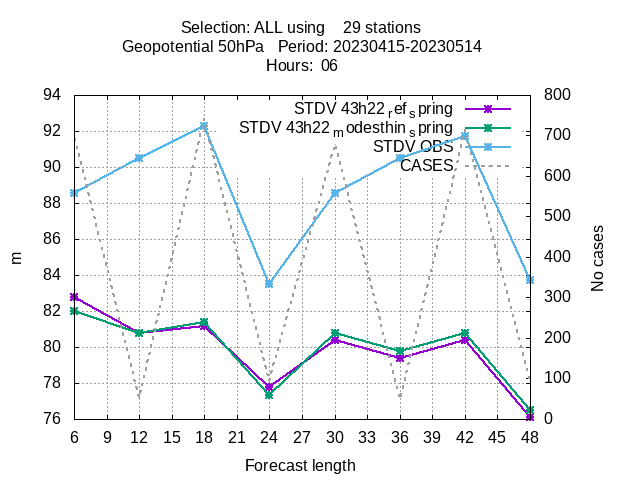 Selection: ALL using    29 stations
Geopotential 50hPa   Period: 20230415-20230514
Hours:  06
94 800
STDV 43h22_ref_spring
92 700
STDV 43h22_modesthin_spring
STDV OBS
90 600
CASES
88 500
86
84 400
82 300
80 200
78 100
76 0
m
No cases
6 9 12 15 18 21 24 27 30 33 36 39 42 45 48
Forecast length